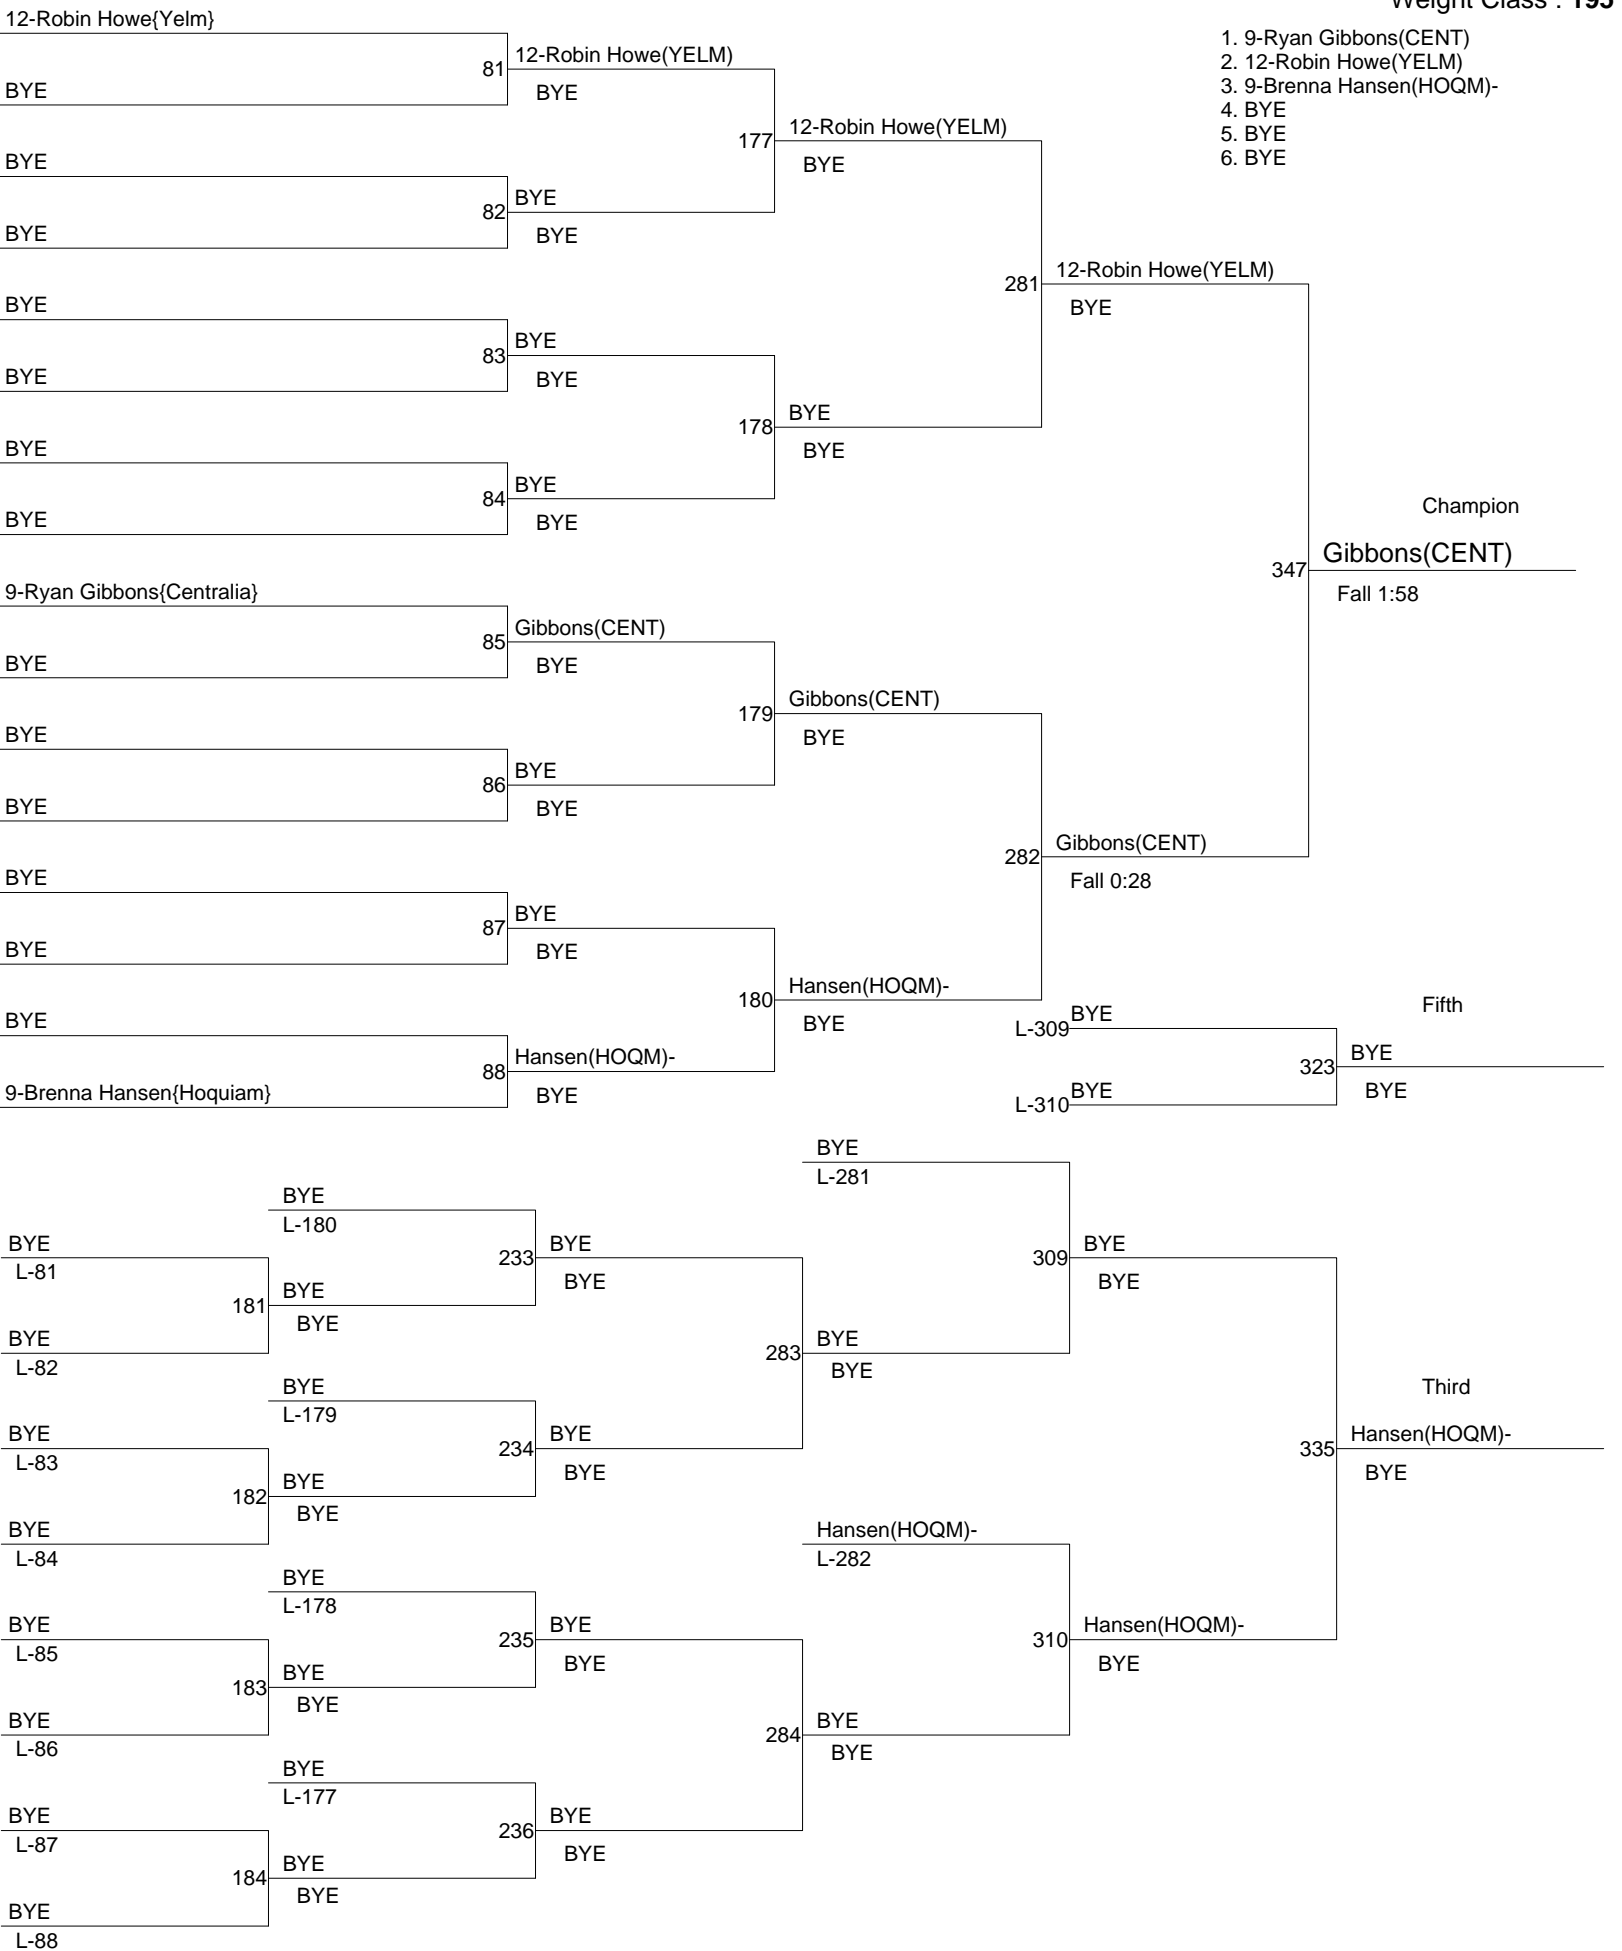 Weight Class : 195
1. 9-Ryan Gibbons(CENT)
2. 12-Robin Howe(YELM)
3. 9-Brenna Hansen(HOQM)-
4. BYE
5. BYE
6. BYE
12-Robin Howe{Yelm}
81
12-Robin Howe(YELM)
BYE
BYE
177
12-Robin Howe(YELM)
BYE
BYE
82
BYE
BYE
BYE
281
12-Robin Howe(YELM)
BYE
BYE
83
BYE
BYE
BYE
178
BYE
BYE
BYE
84
BYE
BYE
BYE
Champion
347
Gibbons(CENT)
Fall 1:58
9-Ryan Gibbons{Centralia}
85
Gibbons(CENT)
BYE
BYE
179
Gibbons(CENT)
BYE
BYE
86
BYE
BYE
BYE
282
Gibbons(CENT)
Fall 0:28
BYE
87
BYE
BYE
BYE
180
Hansen(HOQM)-
BYE
BYE
88
Hansen(HOQM)-
BYE
9-Brenna Hansen{Hoquiam}
Fifth
L-309
BYE
323
BYE
BYE
L-310
BYE
BYE
L-281
BYE
L-180
BYE
L-81
233
BYE
BYE
309
BYE
BYE
181
BYE
BYE
BYE
L-82
283
BYE
BYE
BYE
L-179
Third
BYE
L-83
234
BYE
BYE
335
Hansen(HOQM)-
BYE
182
BYE
BYE
BYE
L-84
Hansen(HOQM)-
L-282
BYE
L-178
BYE
L-85
235
BYE
BYE
310
Hansen(HOQM)-
BYE
183
BYE
BYE
BYE
L-86
284
BYE
BYE
BYE
L-177
BYE
L-87
236
BYE
BYE
184
BYE
BYE
BYE
L-88